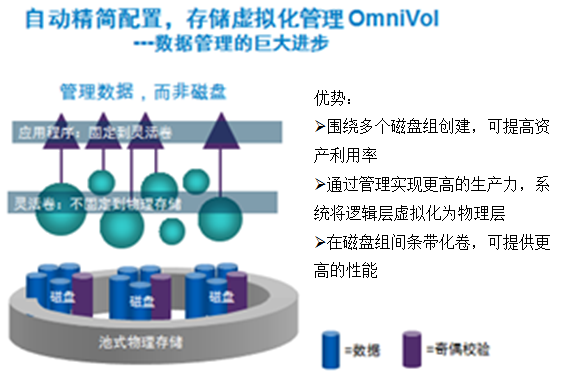 自动精简配置，存储虚拟化管理 OmniVol
---数据管理的巨大进步
管理数据，而非磁盘
应用程序：固定到灵活卷
灵活卷：不固定到物理存储
磁盘
磁盘
磁盘
池式物理存储
优势：
➢围绕多个磁盘组创建，可提高资
产利用率
➢通过管理实现更高的生产力，系
统将逻辑层虚拟化为物理层
➢在磁盘组间条带化卷，可提供更
高的性能
=数据
=奇偶校验